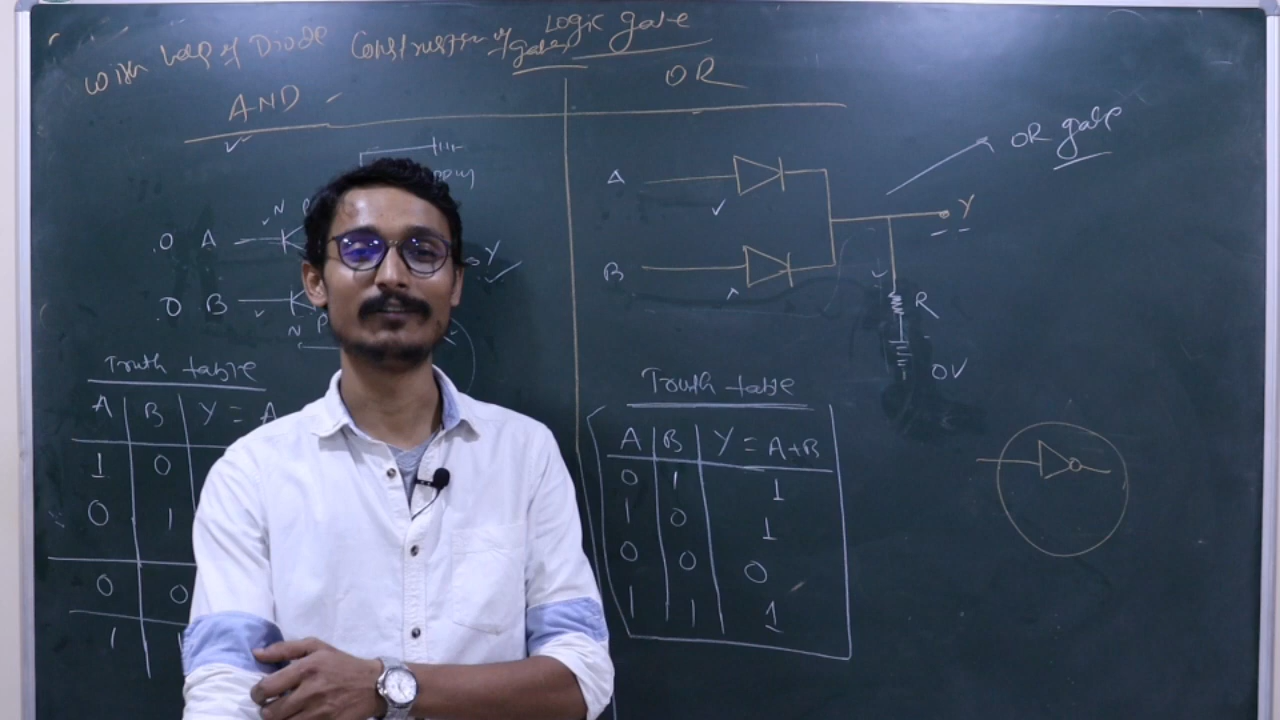 With help of Diode Construction of Logic gate
gates
AND
OR
OR gate
A
Y
B
R
0V
N P
0 A
Y
0 B
N P
Truth table
A B Y = A
1 0
0 1
0 0
1 1
Truth table
A B Y = A+B
0 1 1
1 0 1
0 0 0
1 1 1